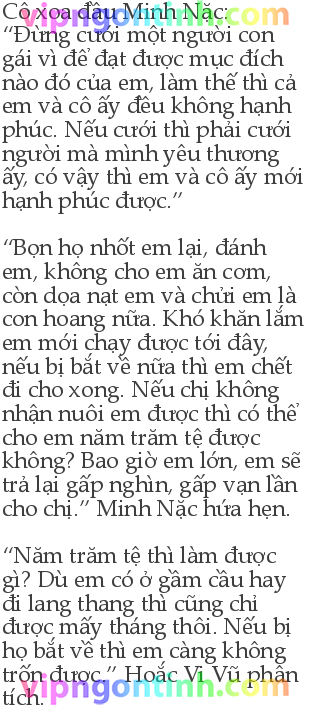 Cô xoa đầu Minh Nặc:
vipngontinh.com
“Đừng cưới một người con
gái vì để đạt được mục đích
nào đó của em, làm thế thì cả
em và cô ấy đều không hạnh
phúc. Nếu cưới thì phải cưới
người mà mình yêu thương
ấy, có vậy thì em và cô ấy mới
hạnh phúc được.”
“Bọn họ nhốt em lại, đánh
em, không cho em ăn cơm,
còn dọa nạt em và chửi em là
con hoang nữa. Khó khăn lắm
em mới chạy được tới đây,
nếu bị bắt về nữa thì em chết
đi cho xong. Nếu chị không
nhận nuôi em được thì có thể
cho em năm trăm tệ được
không? Bao giờ em lớn, em sẽ
trả lại gấp nghìn, gấp vạn lần
cho chị.” Minh Nặc hứa hẹn.
“Năm trăm tệ thì làm được
gì? Dù em có ở gầm cầu hay
đi lang thang thì cũng chỉ
được mấy tháng thôi. Nếu bị
họ bắt về thì em càng không
trốn được.” Hoắc Vi Vũ phân
tích.
vipngontinh.com